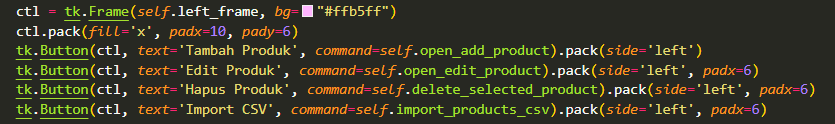 ctl = tk.Frame(self.left_frame, bg="#ffb5ff")
ctl.pack(fill='x', padx=10, pady=6)
tk.Button(ctl, text='Tambah Produk', command=self.open_add_product).pack(side='left')
tk.Button(ctl, text='Edit Produk', command=self.open_edit_product).pack(side='left', padx=6)
tk.Button(ctl, text='Hapus Produk', command=self.delete_selected_product).pack(side='left', padx=6)
tk.Button(ctl, text='Import CSV', command=self.import_products_csv).pack(side='left', padx=6)